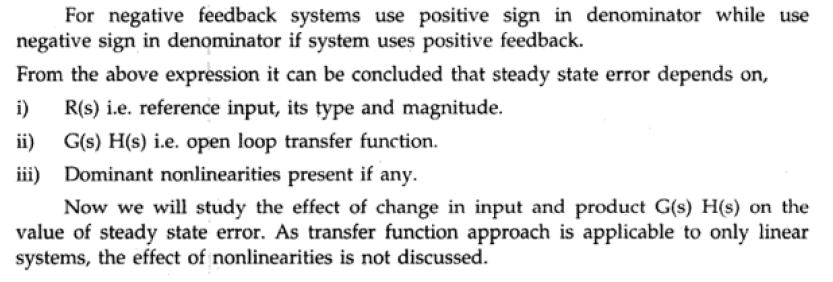 For negative feedback systems use positive sign in denominator while use
negative sign in denominator if system uses positive feedback.
From the above expression it can be concluded that steady state error depends on,
i) R(s) i.e. reference input, its type and magnitude.
ii) G(s) H(s) i.e. open loop transfer function.
iii) Dominant nonlinearities present if any.
Now we will study the effect of change in input and product G(s) H(s) on the
value of steady state error. As transfer function approach is applicable to only linear
systems, the effect of nonlinearities is not discussed.